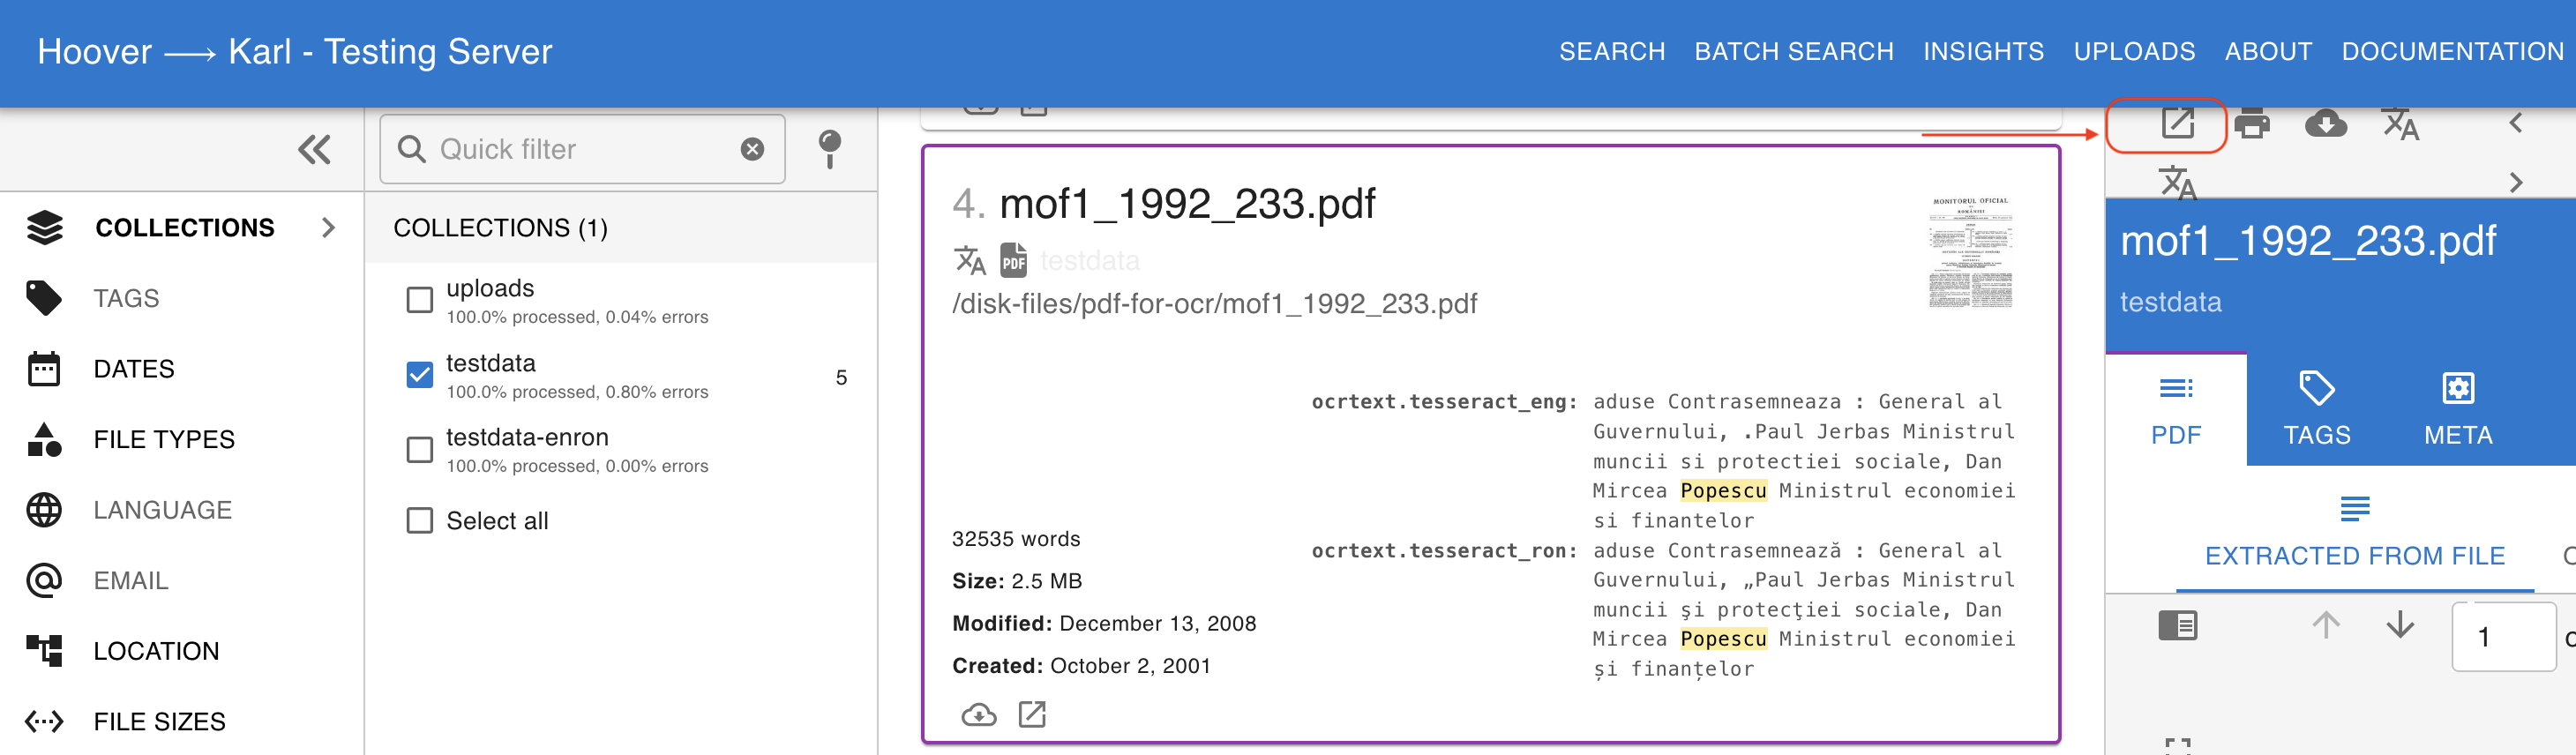 Hoover ⟶ Karl - Testing Server
SEARCH BATCH SEARCH INSIGHTS UPLOADS ABOUT DOCUMENTATION
Quick filter
COLLECTIONS
TAGS
DATES
FILE TYPES
LANGUAGE
EMAIL
LOCATION
FILE SIZES
COLLECTIONS (1)
uploads
100.0% processed, 0.04% errors
testdata
100.0% processed, 0.80% errors
5
testdata-enron
100.0% processed, 0.00% errors
Select all
4. mof1_1992_233.pdf
PDF testdata
/disk-files/pdf-for-ocr/mof1_1992_233.pdf
MONITORUL OFICIAL
ocrtext.tesseract_eng: aduse Contrasemneaza : General al
Guvernului, .Paul Jerbas Ministrul
muncii si protectiei sociale, Dan
Mircea Popescu Ministrul economiei
si finantelor
ocrtext.tesseract_ron: aduse Contrasemnează : General al
Guvernului, „Paul Jerbas Ministrul
muncii şi protecţiei sociale, Dan
Mircea Popescu Ministrul economiei
și finanțelor
32535 words
Size: 2.5 MB
Modified: December 13, 2008
Created: October 2, 2001
mof1_1992_233.pdf
testdata
PDF
TAGS
META
EXTRACTED FROM FILE
1